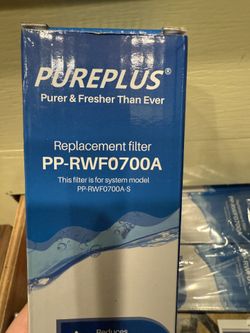 PUREPLUS®
Purer & Fresher Than Ever
Replacement filter
PP-RWF0700A
This filter is for system model
PP-RWF0700A-S
Reduces